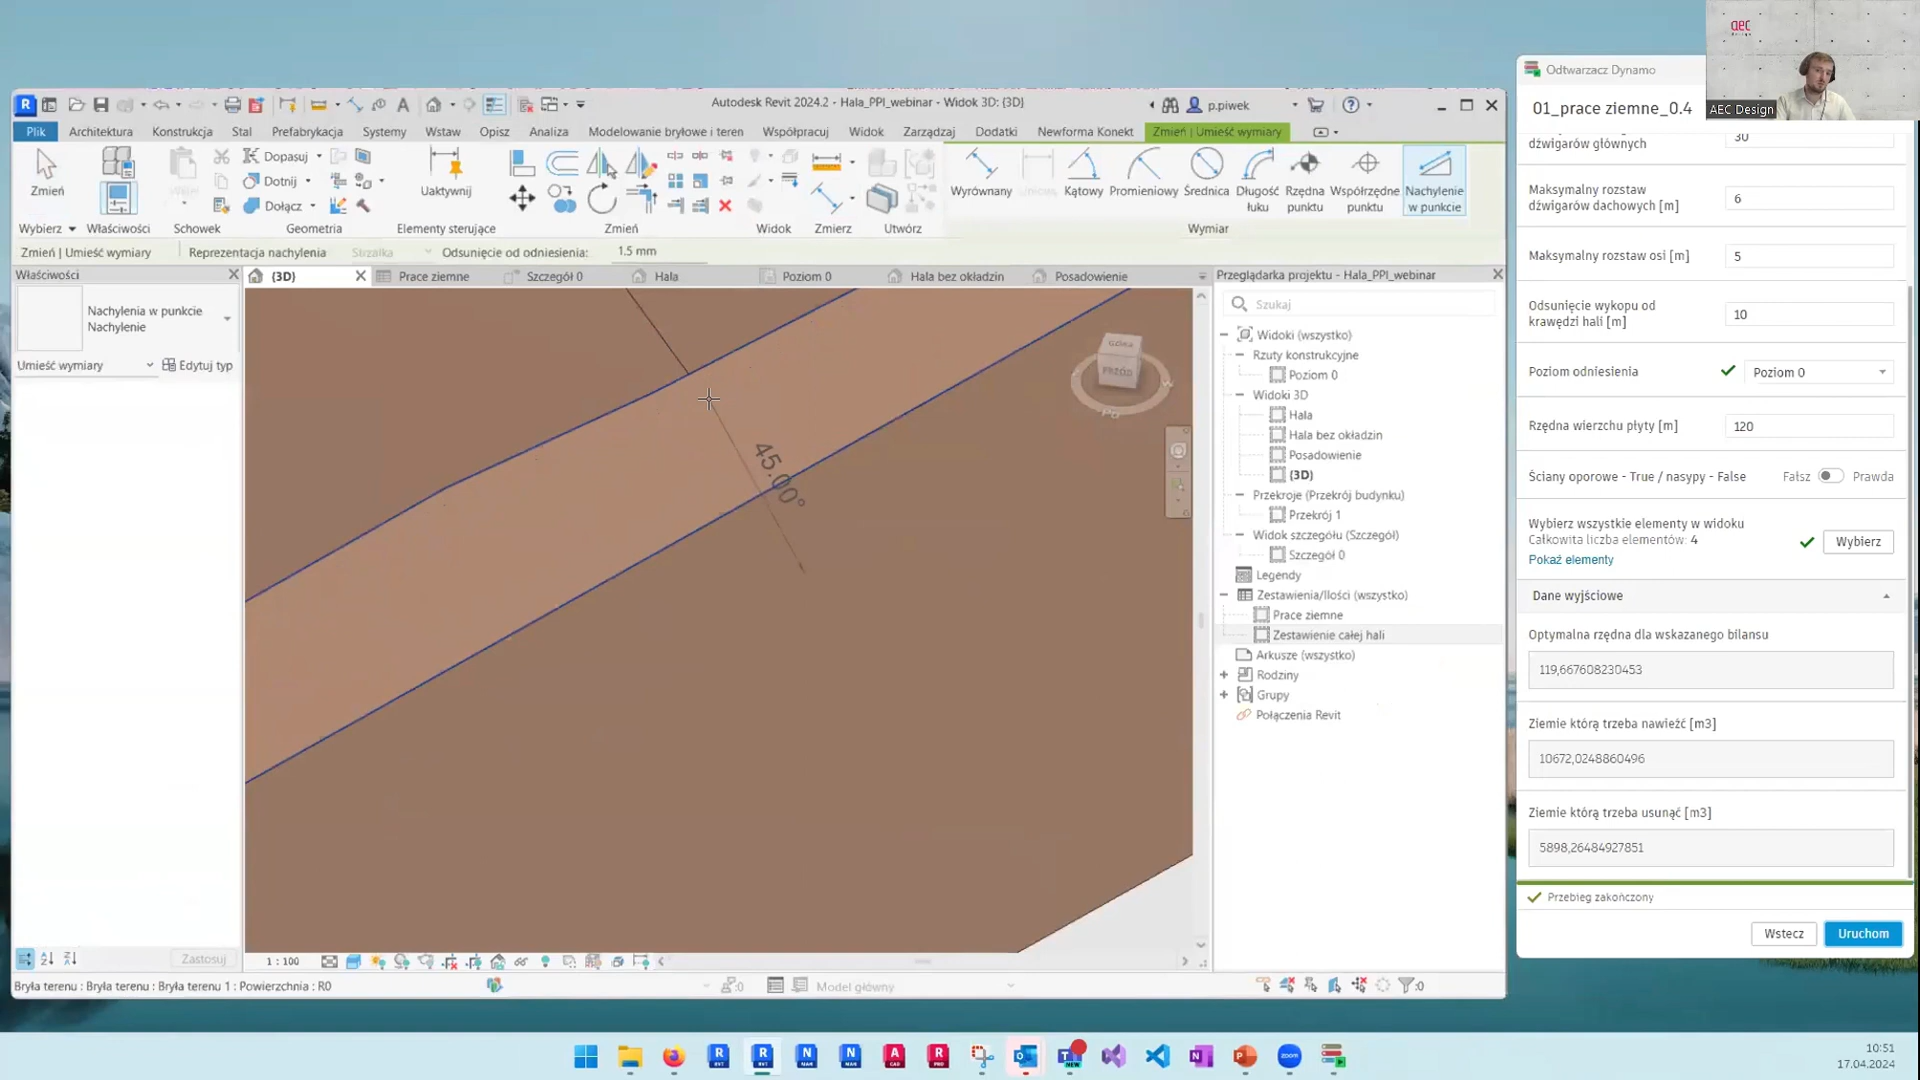 aec
design
AEC Design
Autodesk Revit 2024.2 - Hala_PPI_webinar - Widok 3D: {3D}
p.piwek
Plik Architektura Konstrukcja Stal Prefabrykacja Systemy Wstaw Opisz Analiza Modelowanie bryłowe i teren Współpracuj Widok Zarządzaj Dodatki Newforma Konekt Zmień | Umieść wymiary
Zmień
Dopasuj
Dotnij
Dołącz
Uaktywnij
Wyrównany
Kątowy
Promieniowy
Średnica
Długość łuku
Rzędna punktu
Współrzędne punktu
Nachylenie w punkcie
Wybierz Właściwości Schowek Geometria Elementy sterujące Zmień Widok Zmierz Utwórz Wymiar
Zmień | Umieść wymiary Reprezentacja nachylenia Strzałka Odsunięcie od odniesienia: 1.5 mm
Właściwości
Nachylenia w punkcie
Nachylenie
Umieść wymiary Edytuj typ
Zastosuj
{3D} Prace ziemne Szczegół 0 Hala Poziom 0 Hala bez okładzin Posadowienie
GÓRA
PRZÓD
45.00°
1 : 100
Przeglądarka projektu - Hala_PPI_webinar
Szukaj
Widoki (wszystko)
Rzuty konstrukcyjne
Poziom 0
Widoki 3D
Hala
Hala bez okładzin
Posadowienie
{3D}
Przekroje (Przekrój budynku)
Przekrój 1
Widok szczegółu (Szczegół)
Szczegół 0
Legendy
Zestawienia/Ilości (wszystko)
Prace ziemne
Zestawienie całej hali
Arkusze (wszystko)
Rodziny
Grupy
Połączenia Revit
Bryła terenu : Bryła terenu : Bryła terenu 1 : Powierzchnia : R0
:0
Model główny
:0
Odtwarzacz Dynamo
01_prace ziemne_0.4
dźwigarów głównych
30
Maksymalny rozstaw
dźwigarów dachowych [m]
6
Maksymalny rozstaw osi [m]
5
Odsunięcie wykopu od
krawędzi hali [m]
10
Poziom odniesienia
Poziom 0
Rzędna wierzchu płyty [m]
120
Ściany oporowe - True / nasypy - False
Fałsz Prawda
Wybierz wszystkie elementy w widoku
Całkowita liczba elementów: 4
Pokaż elementy
Wybierz
Dane wyjściowe
Optymalna rzędna dla wskazanego bilansu
119,667608230453
Ziemie którą trzeba nawieźć [m3]
10672,0248860496
Ziemie którą trzeba usunąć [m3]
5898,26484927851
Przebieg zakończony
Wstecz Uruchom
10:51
17.04.2024